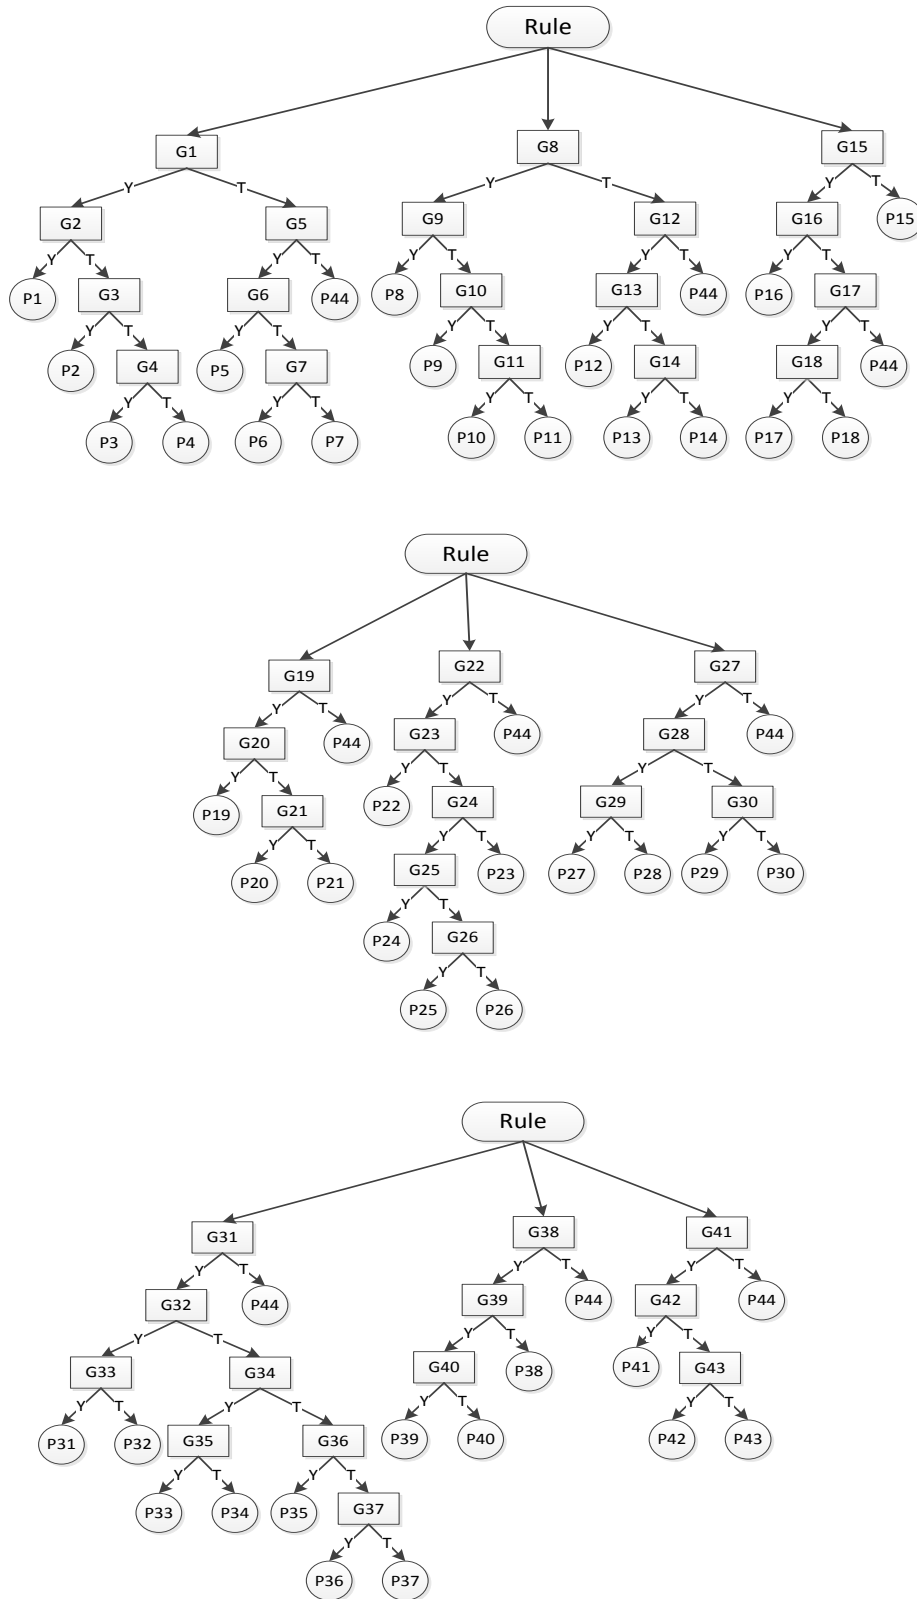 Rule
G1 G8 G15
Y T Y T Y T
G2 G5 G9 G12 G16 P15
Y T Y T Y T Y T Y T
P1 G3 G6 P44 P8 G10 G13 P44 P16 G17
Y T Y T Y T Y T Y T
P2 G4 P5 G7 P9 G11 P12 G14 G18 P44
Y T Y T Y T Y T Y T
P3 P4 P6 P7 P10 P11 P13 P14 P17 P18
Rule
G19 G22 G27
Y T Y T Y T
G20 P44 G23 P44 G28 P44
Y T Y T Y T
P19 G21 P22 G24 G29 G30
Y T Y T Y T Y T
P20 P21 G25 P23 P27 P28 P29 P30
Y T
P24 G26
Y T
P25 P26
Rule
G31 G38 G41
Y T Y T Y T
G32 P44 G39 P44 G42 P44
Y T Y T Y T
G33 G34 G40 P38 P41 G43
Y T Y T Y T Y T
P31 P32 G35 G36 P39 P40 P42 P43
Y T Y T
P33 P34 P35 G37
Y T
P36 P37